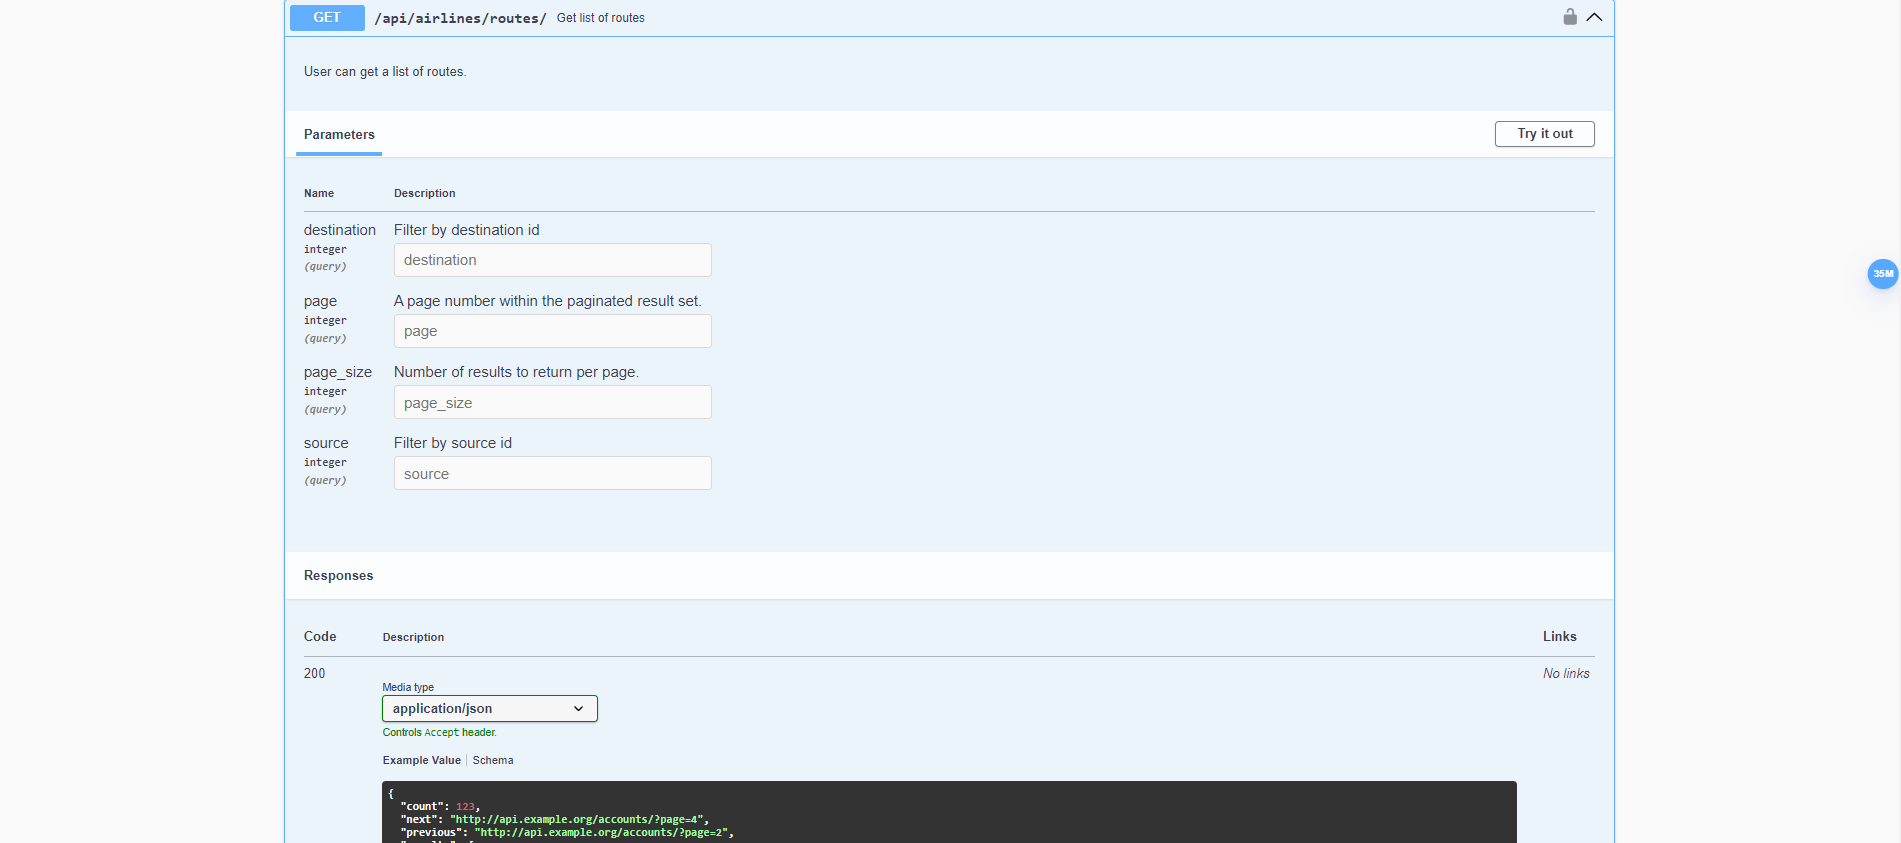 GET /api/airlines/routes/ Get list of routes
User can get a list of routes.
Parameters
Try it out
Name Description
destination Filter by destination id
integer
(query)
destination
page A page number within the paginated result set.
integer
(query)
page
page_size Number of results to return per page.
integer
(query)
page_size
source Filter by source id
integer
(query)
source
35M
Responses
Code Description Links
200 No links
Media type
application/json
Controls Accept header.
Example Value Schema
{
"count": 123,
"next": "http://api.example.org/accounts/?page=4",
"previous": "http://api.example.org/accounts/?page=2",